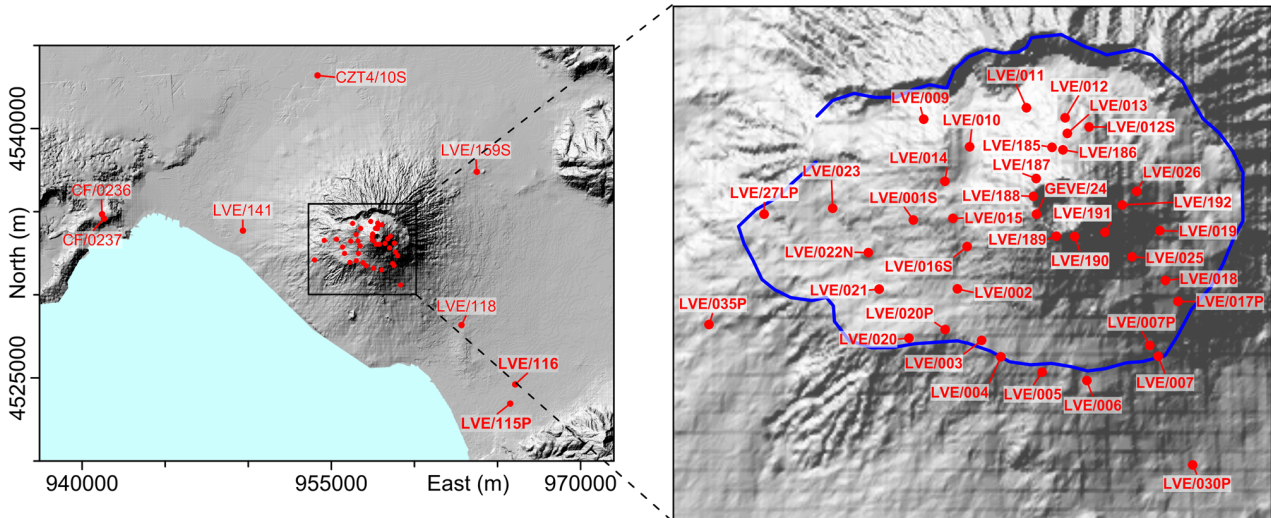 CZT4/10S
4540000
LVE/159S
CF/0236
LVE/141
CF/0237
North (m)
LVE/118
LVE/116
4525000
LVE/115P
940000
955000
East (m)
970000
LVE/011
LVE/012
LVE/009
LVE/013
LVE/010
LVE/012S
LVE/185
LVE/186
LVE/014
LVE/187
LVE/023
GEVE/24
LVE/026
LVE/27LP
LVE/001S
LVE/188
LVE/192
LVE/191
LVE/015
LVE/019
LVE/189
LVE/022N
LVE/190
LVE/025
LVE/016S
LVE/018
LVE/021
LVE/002
LVE/017P
LVE/035P
LVE/020P
LVE/007P
LVE/020
LVE/003
LVE/007
LVE/004
LVE/005
LVE/006
LVE/030P